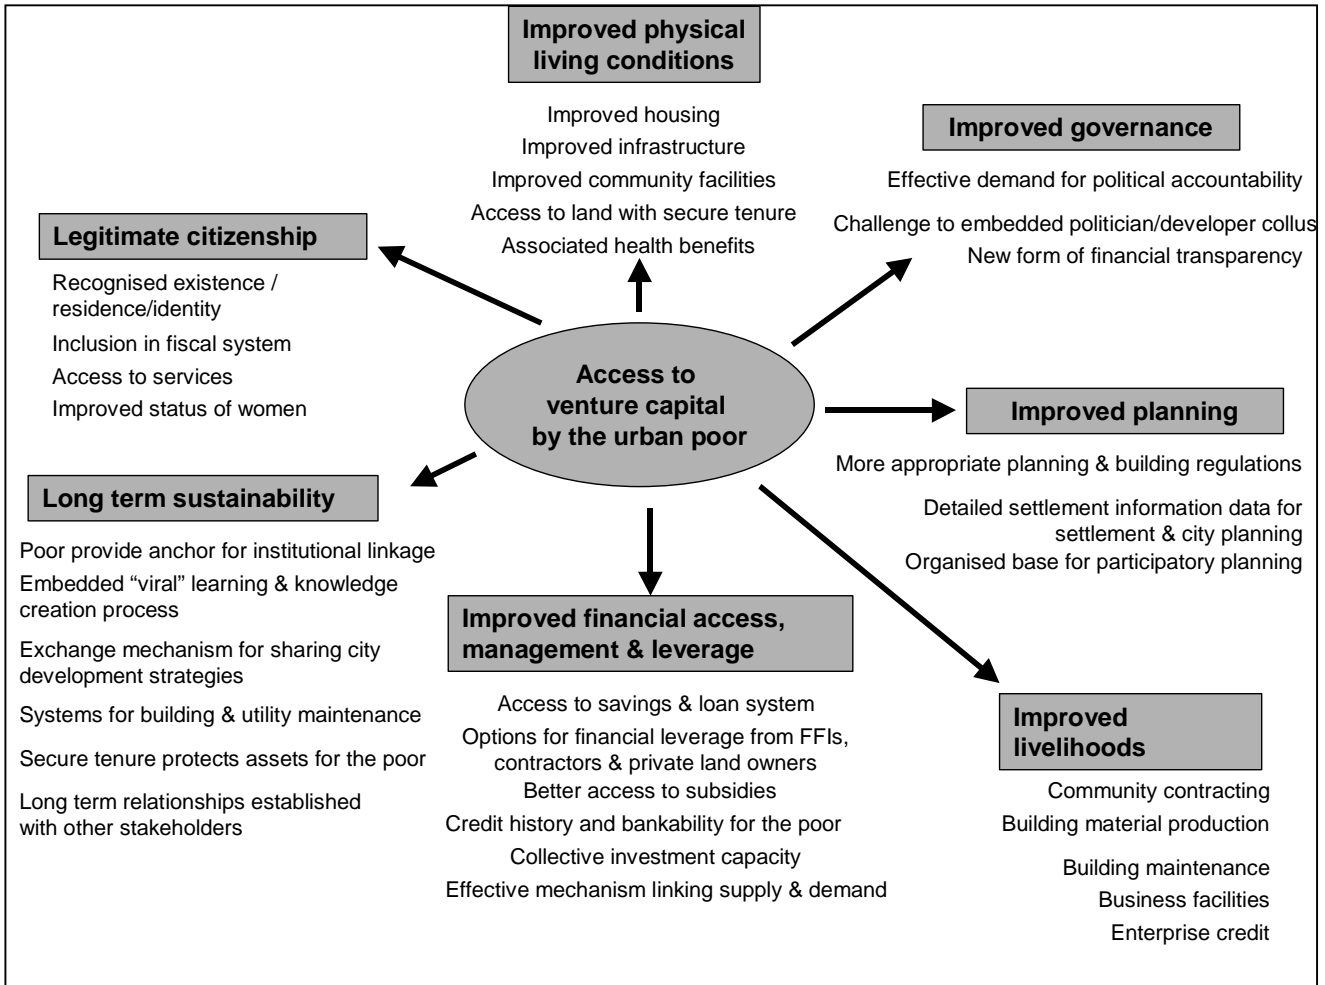 Improved physical
living conditions
Improved housing
Improved infrastructure
Improved community facilities
Access to land with secure tenure
Associated health benefits
Improved governance
Effective demand for political accountability
Challenge to embedded politician/developer collus
New form of financial transparency
Legitimate citizenship
Recognised existence /
residence/identity
Inclusion in fiscal system
Access to services
Improved status of women
Access to
venture capital
by the urban poor
Improved planning
More appropriate planning & building regulations
Detailed settlement information data for
settlement & city planning
Organised base for participatory planning
Long term sustainability
Poor provide anchor for institutional linkage
Embedded “viral” learning & knowledge
creation process
Exchange mechanism for sharing city
development strategies
Systems for building & utility maintenance
Secure tenure protects assets for the poor
Long term relationships established
with other stakeholders
Improved financial access,
management & leverage
Access to savings & loan system
Options for financial leverage from FFIs,
contractors & private land owners
Better access to subsidies
Credit history and bankability for the poor
Collective investment capacity
Effective mechanism linking supply & demand
Improved
livelihoods
Community contracting
Building material production
Building maintenance
Business facilities
Enterprise credit